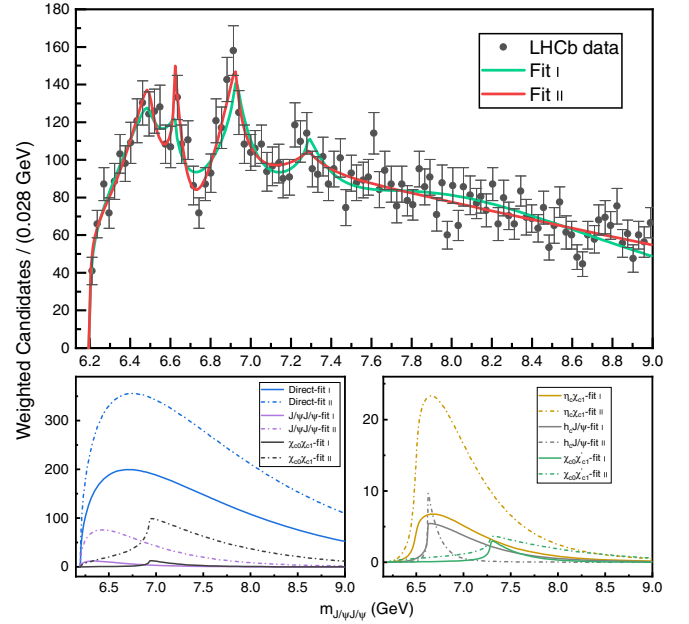 180
160
140
120
100
80
60
40
20
0
LHCb data
Fit I
Fit II
6.2 6.4 6.6 6.8 7.0 7.2 7.4 7.6 7.8 8.0 8.2 8.4 8.6 8.8 9.0
Weighted Candidates / (0.028 GeV)
300
200
100
0
Direct-fit I
Direct-fit II
J/ψJ/ψ-fit I
J/ψJ/ψ-fit II
χc0χc1-fit I
χc0χc1-fit II
6.5 7.0 7.5 8.0 8.5 9.0
20
10
0
ηcχc1-fit I
ηcχc1-fit II
hcJ/ψ-fit I
hcJ/ψ-fit II
χc0χc1-fit I
χc0χc1-fit II
6.5 7.0 7.5 8.0 8.5 9.0
mJ/ψJ/ψ (GeV)